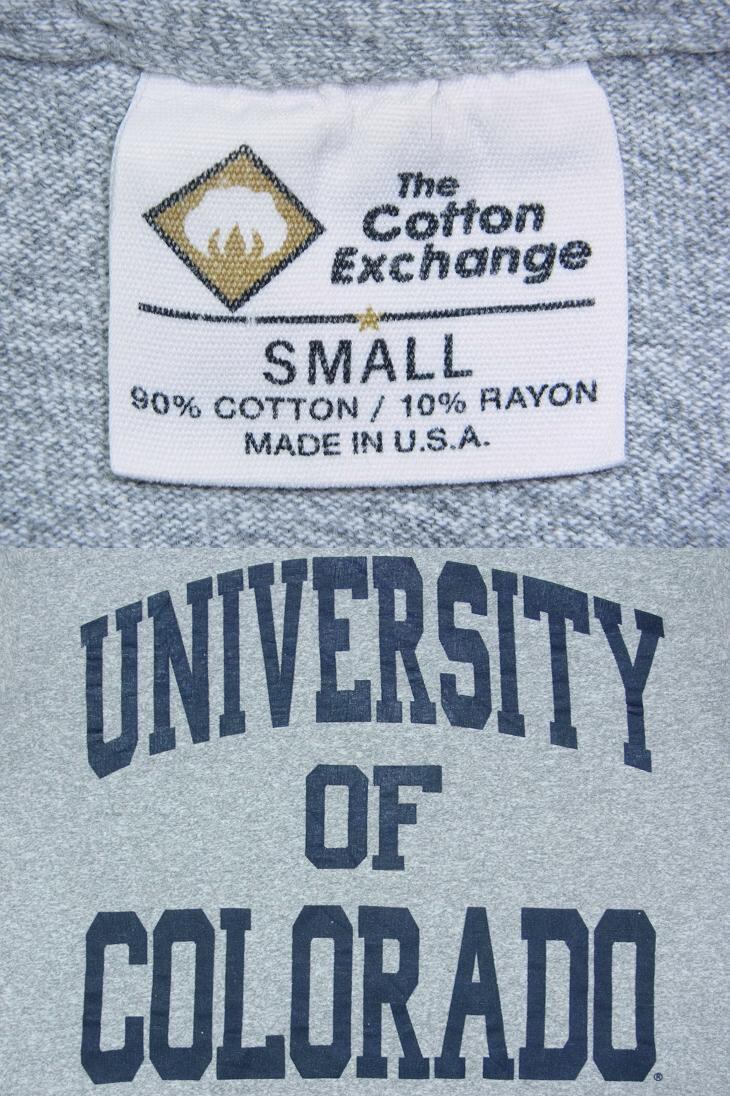 The
Cotton
Exchange
SMALL
90% COTTON / 10% RAYON
MADE IN U.S.A.
UNIVERSITY
OF
COLORADO®